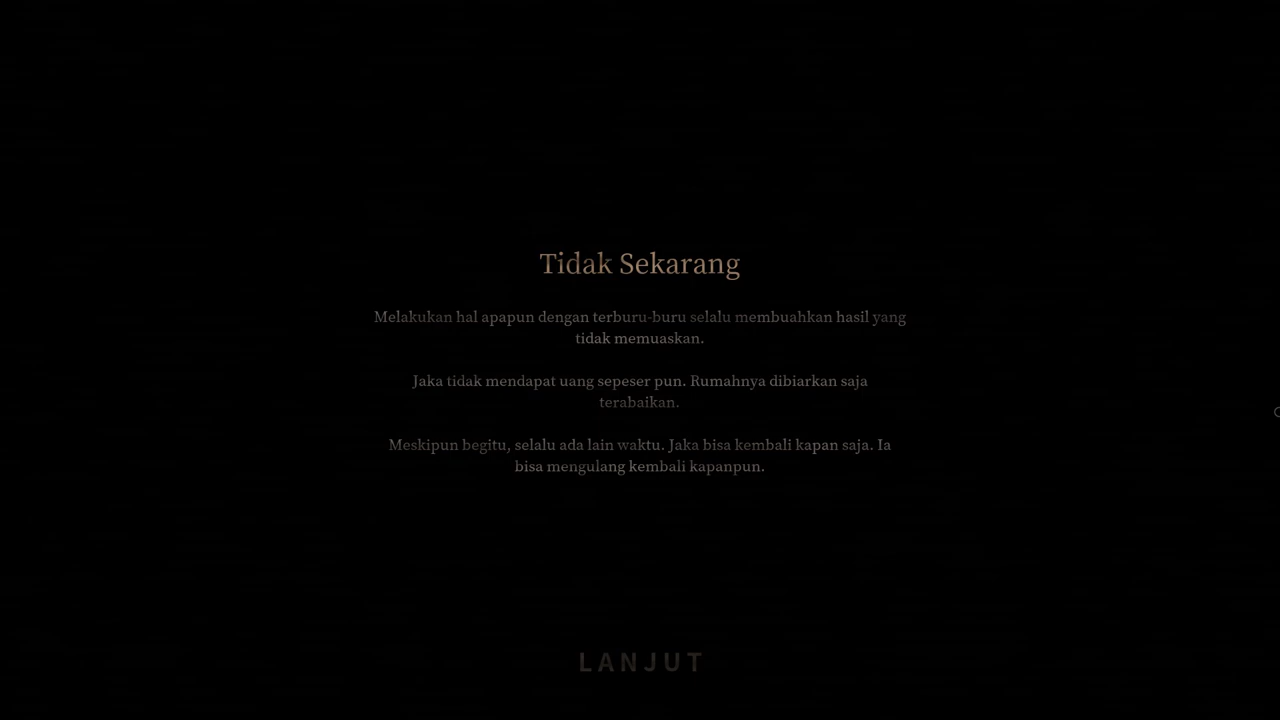 Tidak Sekarang
Melakukan hal apapun dengan terburu-buru selalu membuahkan hasil yang
tidak memuaskan.
Jaka tidak mendapat uang sepeser pun. Rumahnya dibiarkan saja
terabaikan.
Meskipun begitu, selalu ada lain waktu. Jaka bisa kembali kapan saja. Ia
bisa mengulang kembali kapanpun.
LANJUT